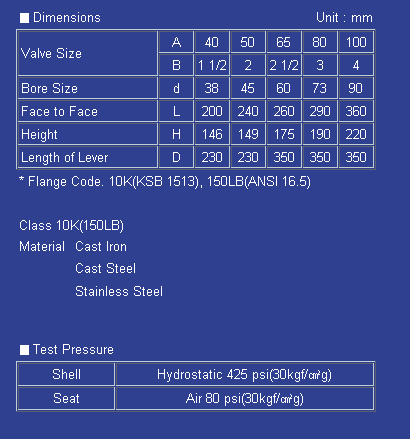 ■ Dimensions Unit : mm
Valve Size A 40 50 65 80 100
B 1 1/2 2 2 1/2 3 4
Bore Size d 38 45 60 73 90
Face to Face L 200 240 260 290 360
Height H 146 149 175 190 220
Length of Lever D 230 230 350 350 350
* Flange Code. 10K(KSB 1513), 150LB(ANSI 16.5)
Class 10K(150LB)
Material Cast Iron
Cast Steel
Stainless Steel
■ Test Pressure
Shell Hydrostatic 425 psi(30kgf/㎠g)
Seat Air 80 psi(30kgf/㎠g)